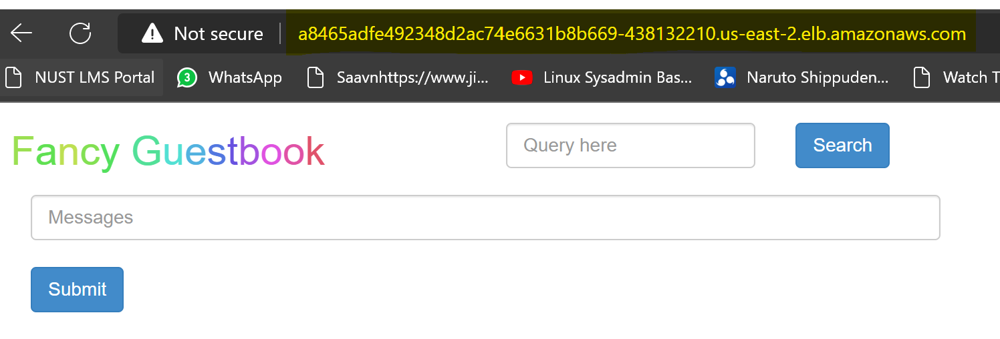 Not secure a8465adfe492348d2ac74e6631b8b669-438132210.us-east-2.elb.amazonaws.com
NUST LMS Portal 3 WhatsApp Saavnhttps://www.ji... Linux Sysadmin Bas... Naruto Shippuden... Watch T
Fancy Guestbook Query here Search
Messages
Submit